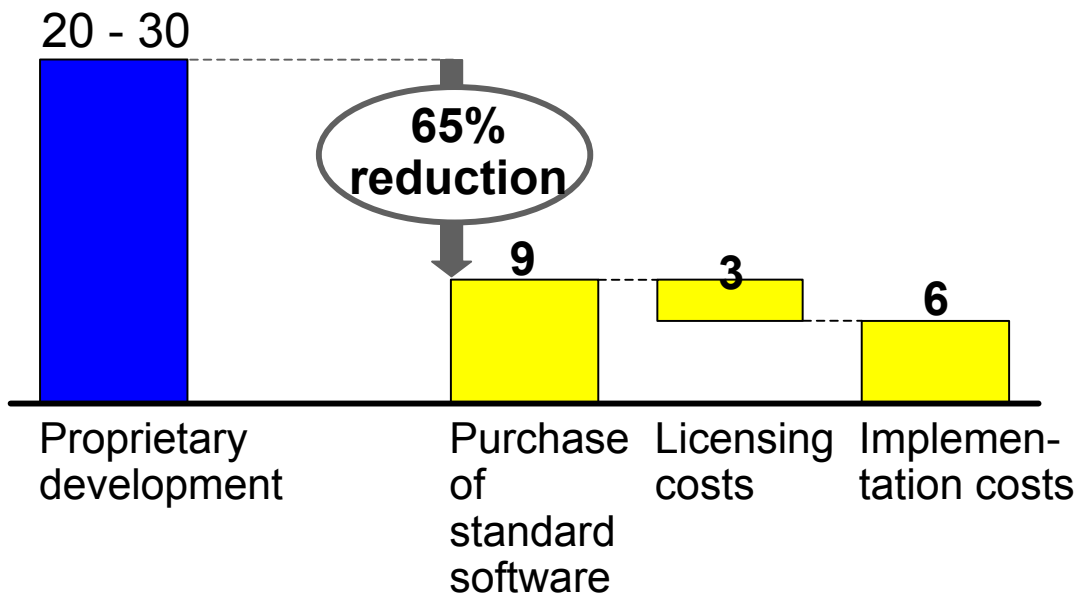 20 - 30
65%
reduction
9
3
6
Proprietary
development
Purchase
of
standard
software
Licensing
costs
Implemen-
tation costs